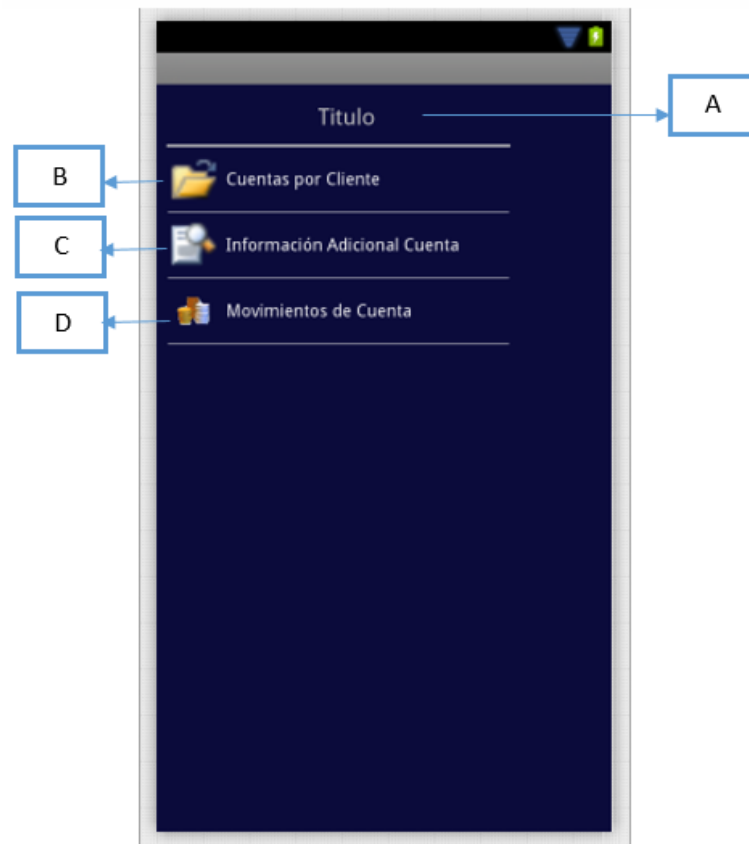 Titulo
A
B
Cuentas por Cliente
C
Información Adicional Cuenta
D
Movimientos de Cuenta